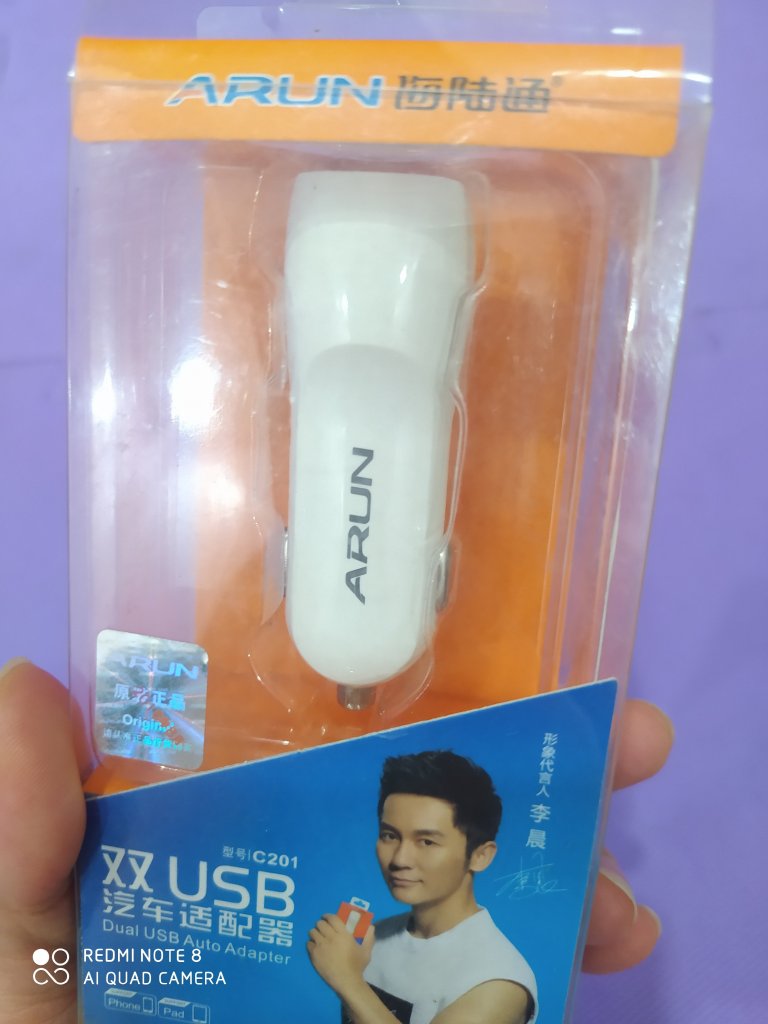 ARUN 海陆通®
ARUN
ARUN
原装正品
Origin
形象代言人 李晨
型号|C201
双USB
汽车适配器
Dual USB Auto Adapter
Phone
Pad
REDMI NOTE 8
AI QUAD CAMERA